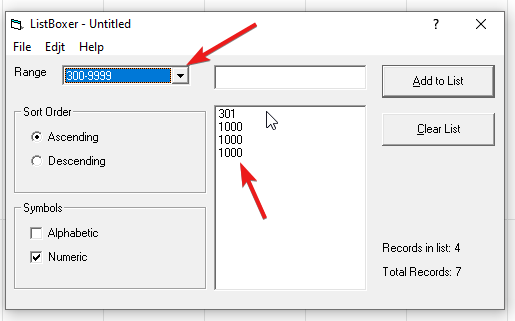 ListBoxer - Untitled
File Edjt Help
Range 300-9999
Add to List
Sort Order
Ascending
Descending
301
1000
1000
1000
Clear List
Symbols
Alphabetic
Numeric
Records in list: 4
Total Records: 7